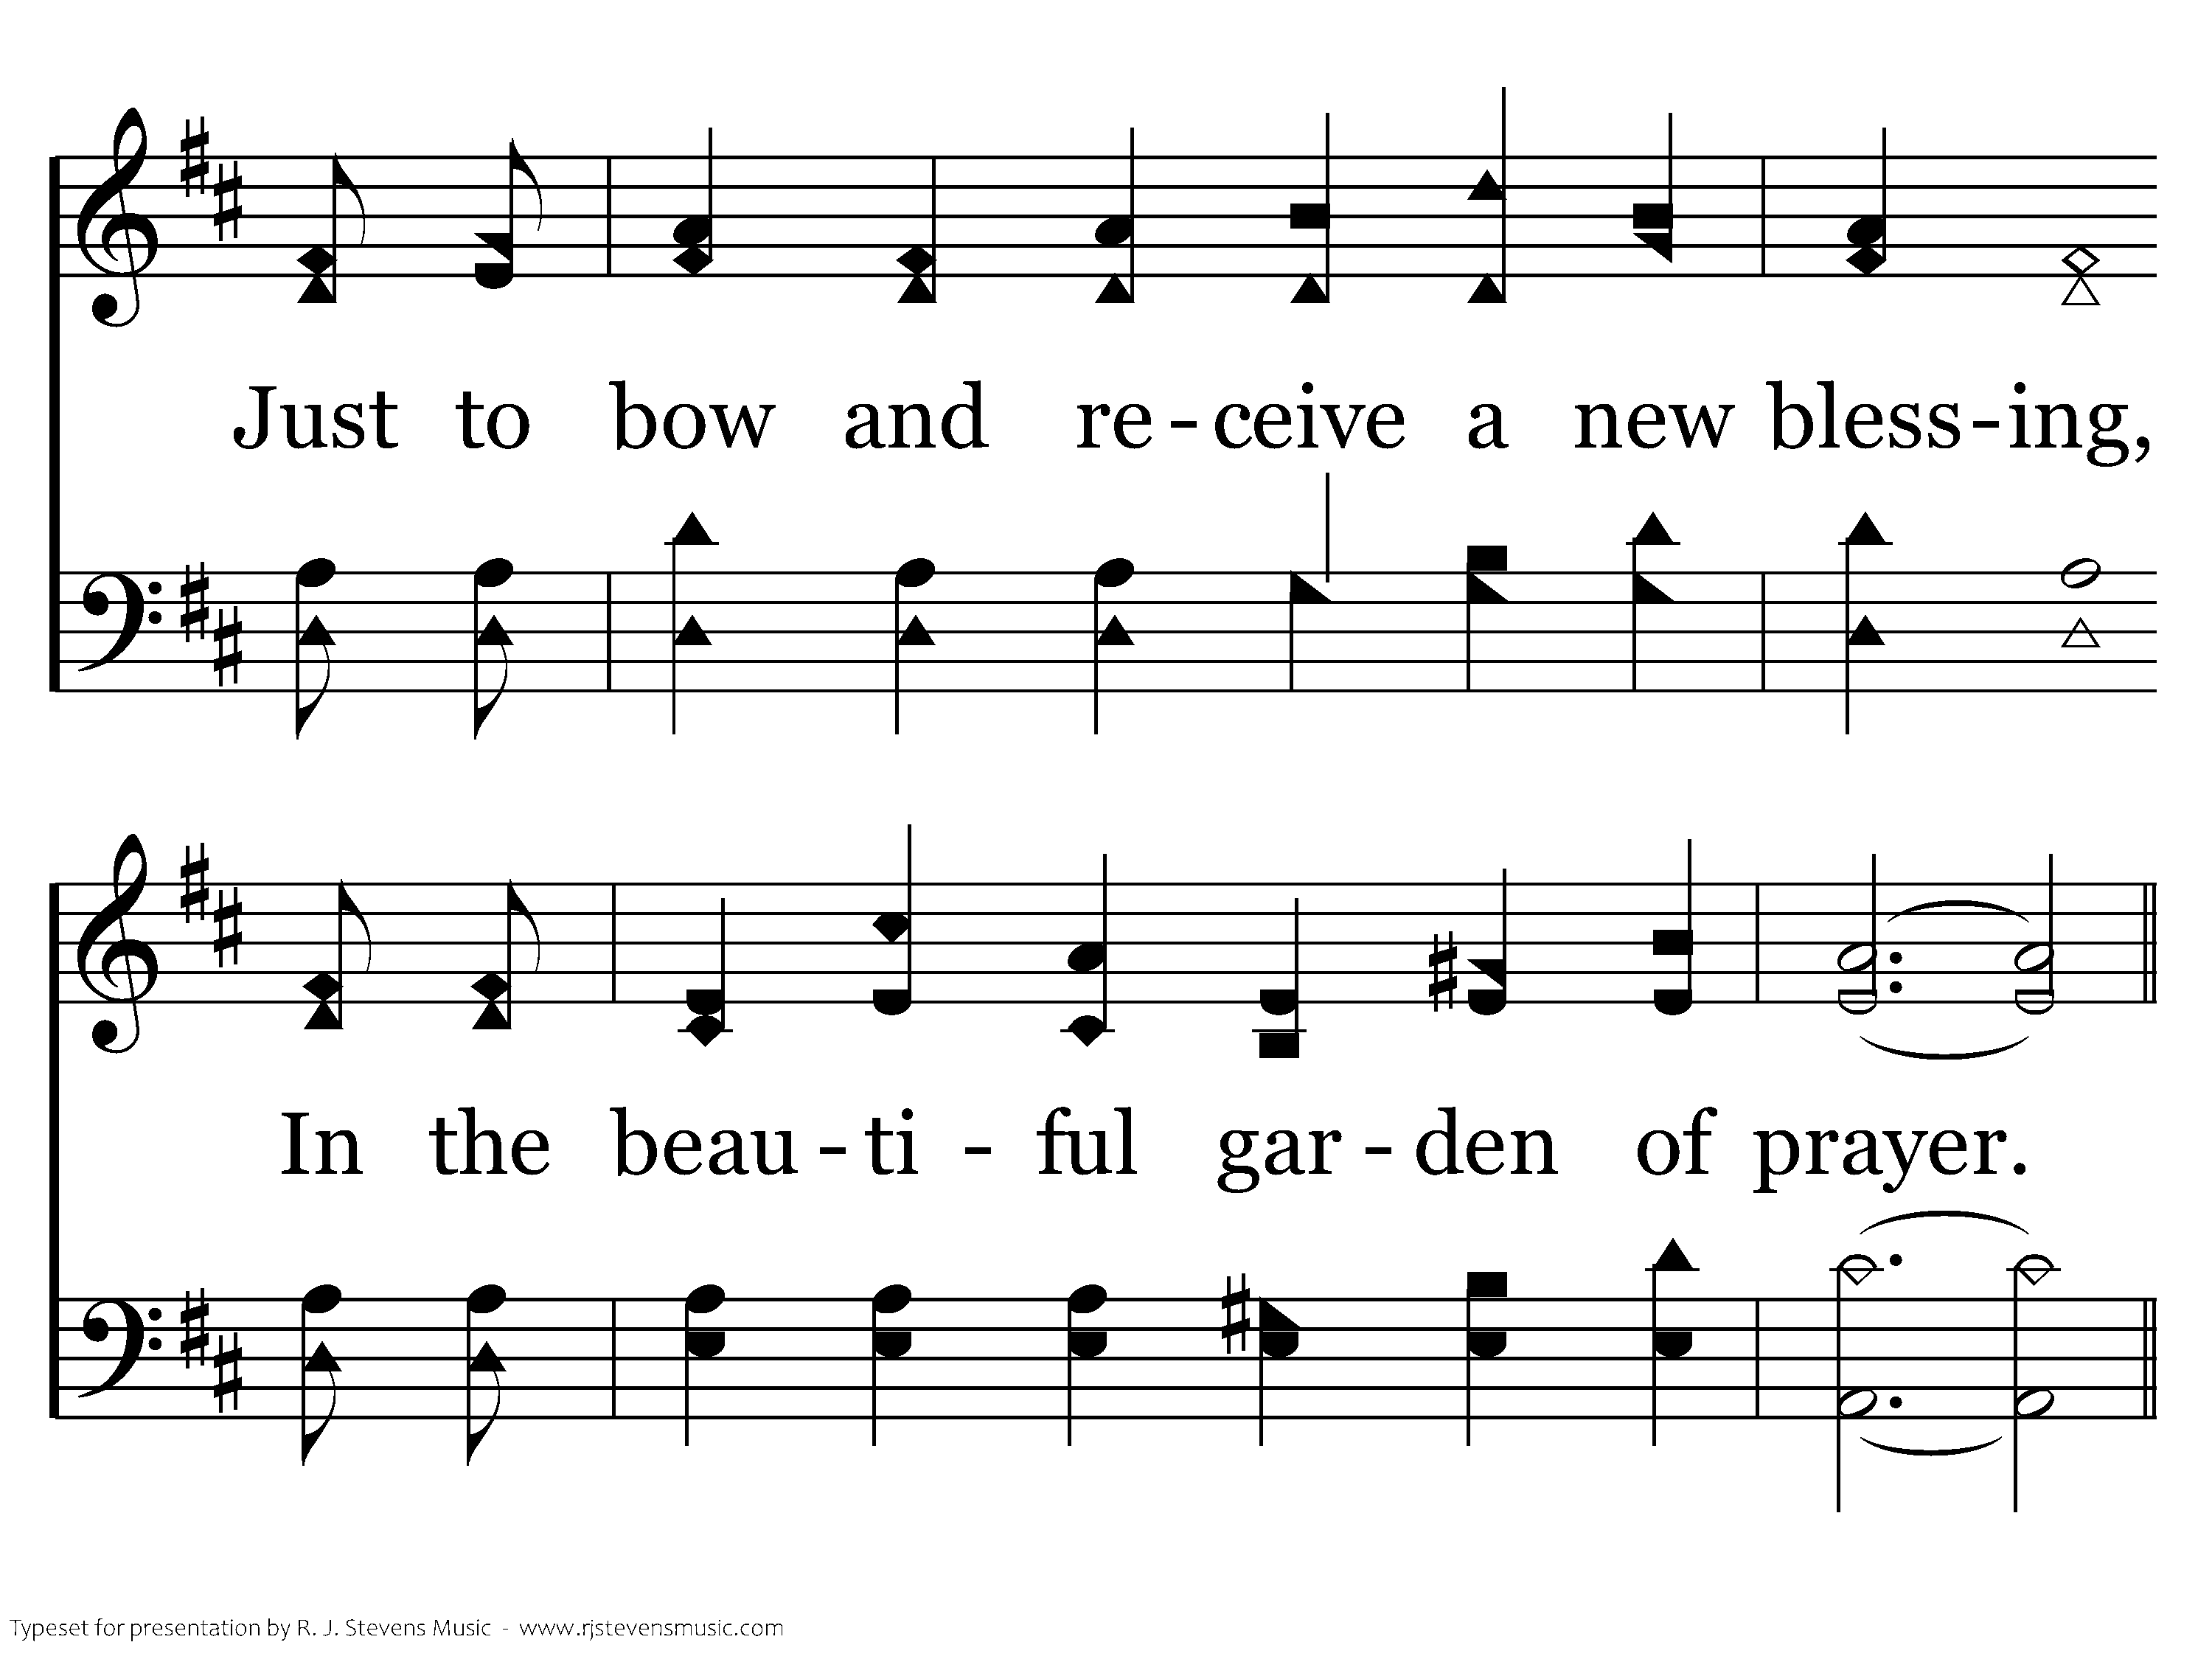 Just to bow and re-ceive a new bless-ing,
In the beau-ti-ful gar-den of prayer.
Typeset for presentation by R. J. Stevens Music - www.rjstevensmusic.com